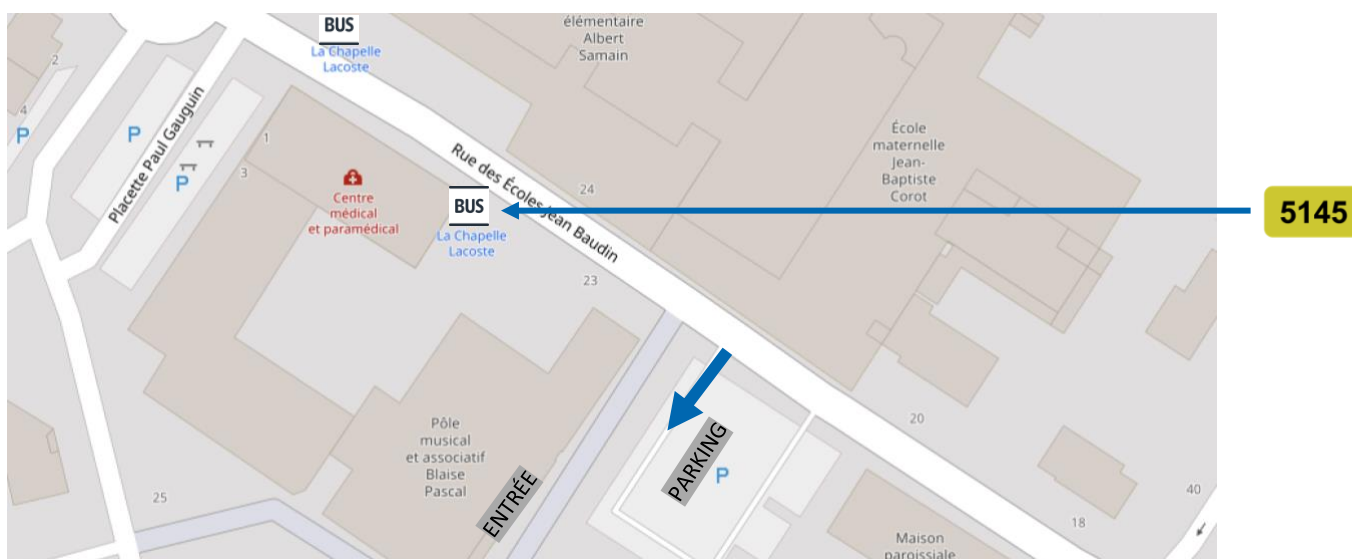 BUS
La Chapelle
Lacoste
élémentaire
Albert
Samain
2
4
P
P
P
Placette Paul Gauguin
1
3
Centre
médical
et paramédical
BUS
La Chapelle
Lacoste
Rue des Écoles Jean Baudin
24
École
maternelle
Jean-
Baptiste
Corot
5145
23
Pôle
musical
et associatif
Blaise
Pascal
ENTRÉE
PARKING
P
20
25
18
40
Maison
paroissiale